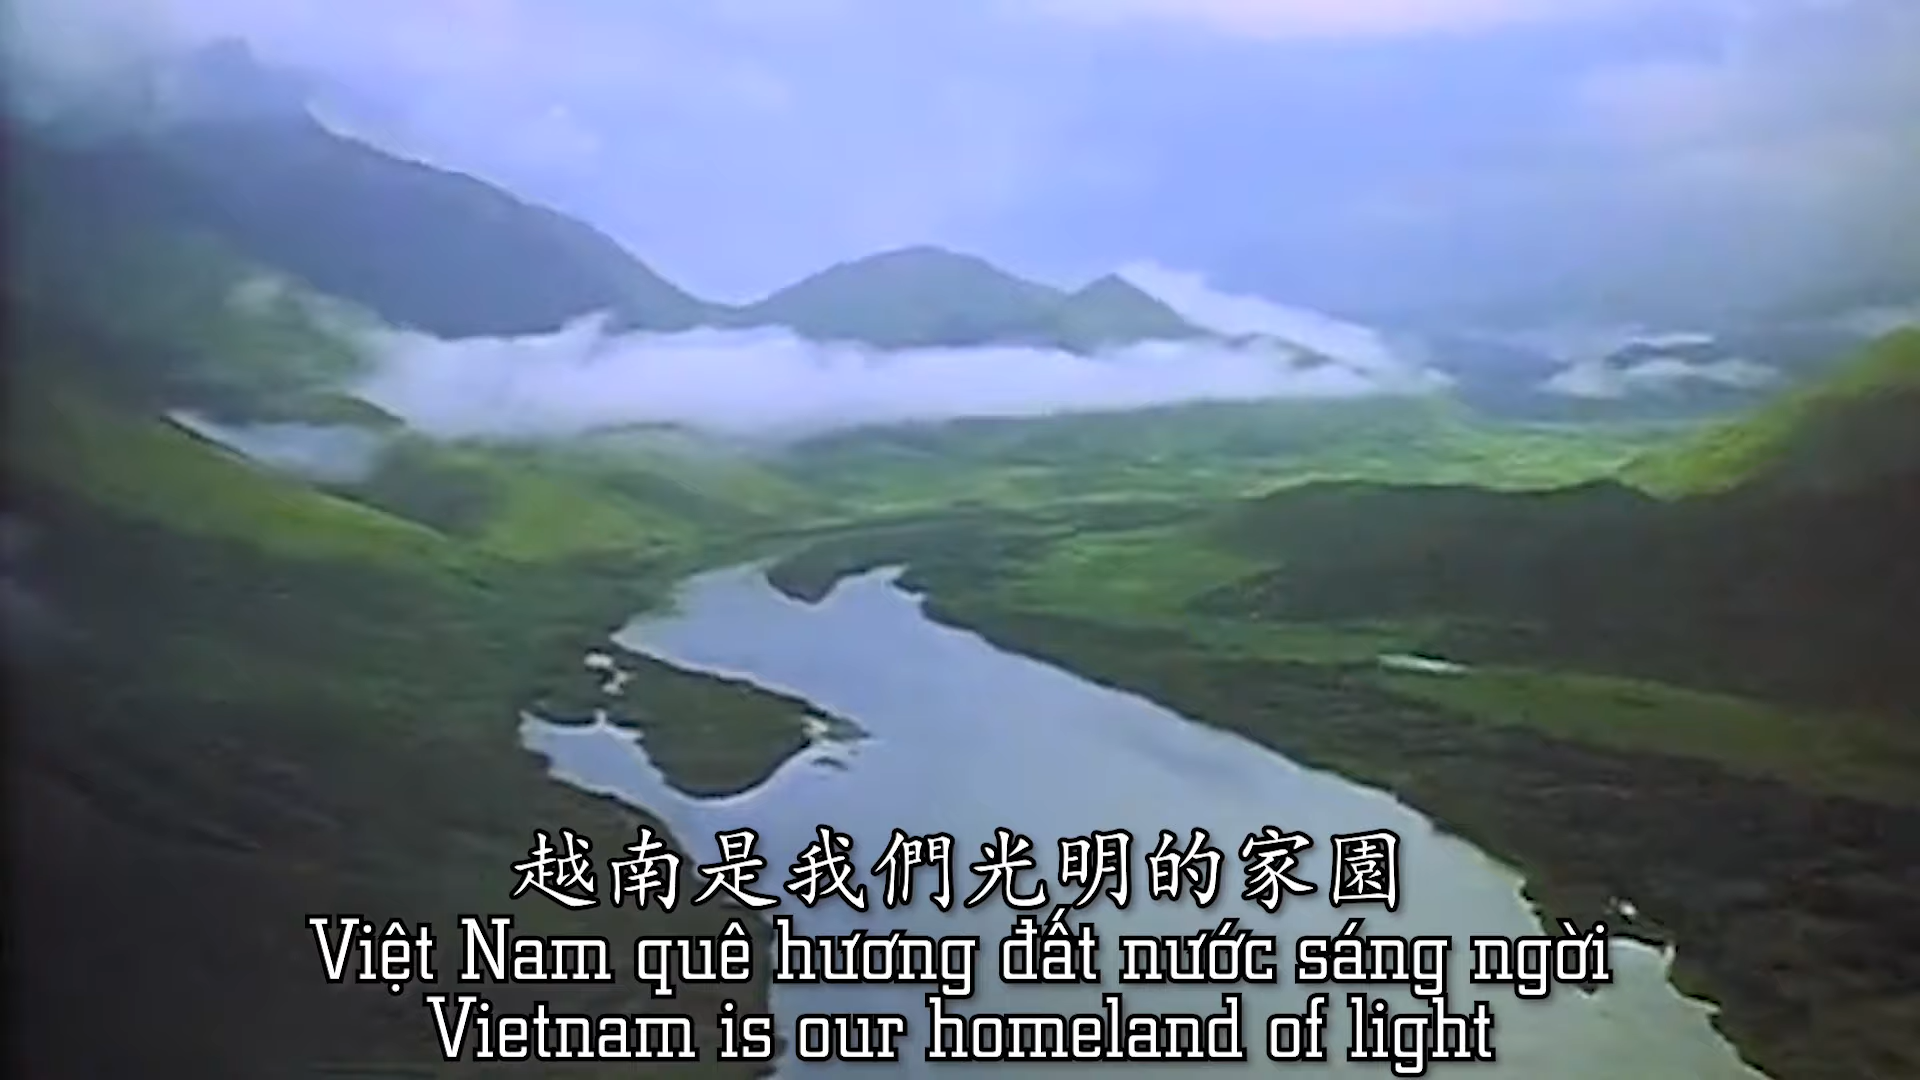 越南是我們光明的家園
Việt Nam quê hương đất nước sáng ngời
Vietnam is our homeland of light